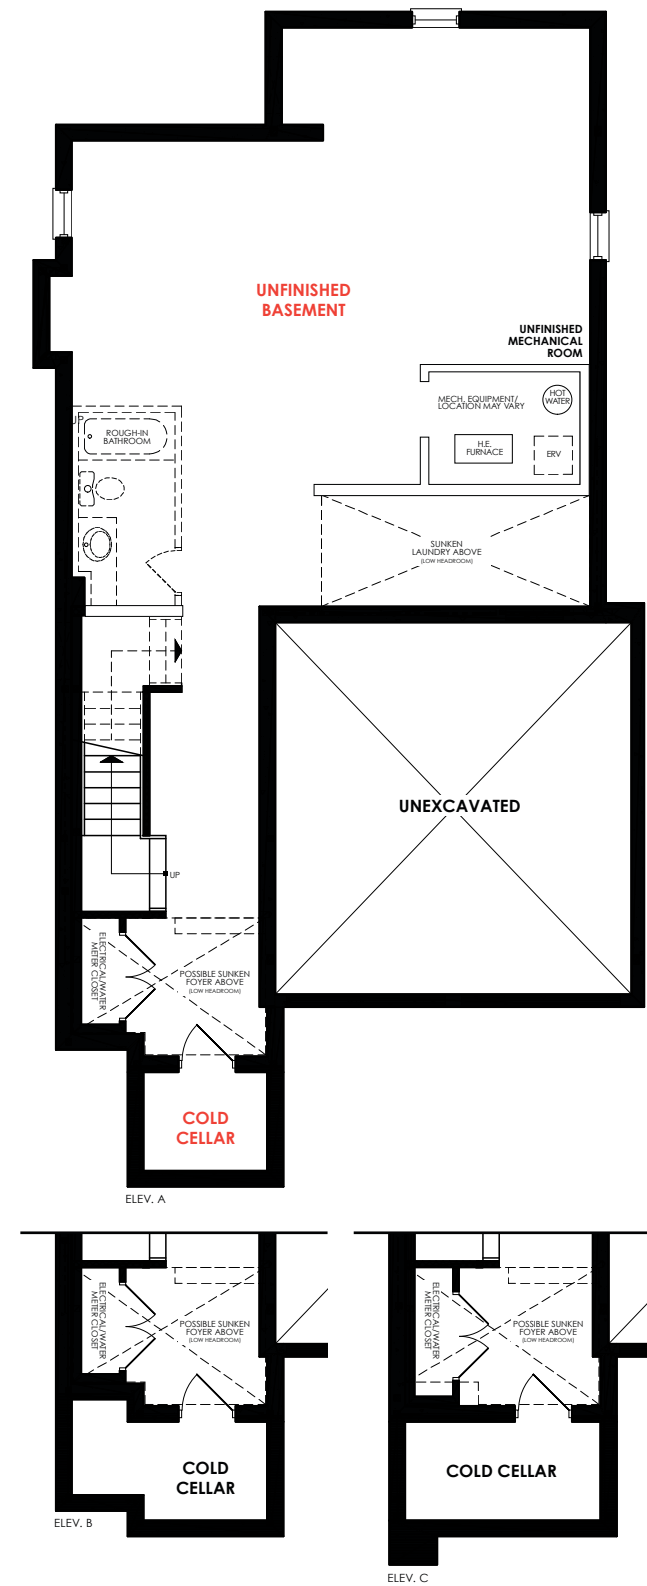 UNFINISHED
BASEMENT
UNFINISHED
MECHANICAL
ROOM
MECH. EQUIPMENT/
LOCATION MAY VARY
HOT
WATER
H.E.
FURNACE
ERV
UP
ROUGH-IN
BATHROOM
SUNKEN
LAUNDRY ABOVE
(LOW HEADROOM)
UNEXCAVATED
UP
ELECTRICAL/WATER
METER CLOSET
POSSIBLE SUNKEN
FOYER ABOVE
(LOW HEADROOM)
COLD
CELLAR
ELEV. A
ELECTRICAL/WATER
METER CLOSET
POSSIBLE SUNKEN
FOYER ABOVE
(LOW HEADROOM)
COLD
CELLAR
ELEV. B
ELECTRICAL/WATER
METER CLOSET
POSSIBLE SUNKEN
FOYER ABOVE
(LOW HEADROOM)
COLD CELLAR
ELEV. C